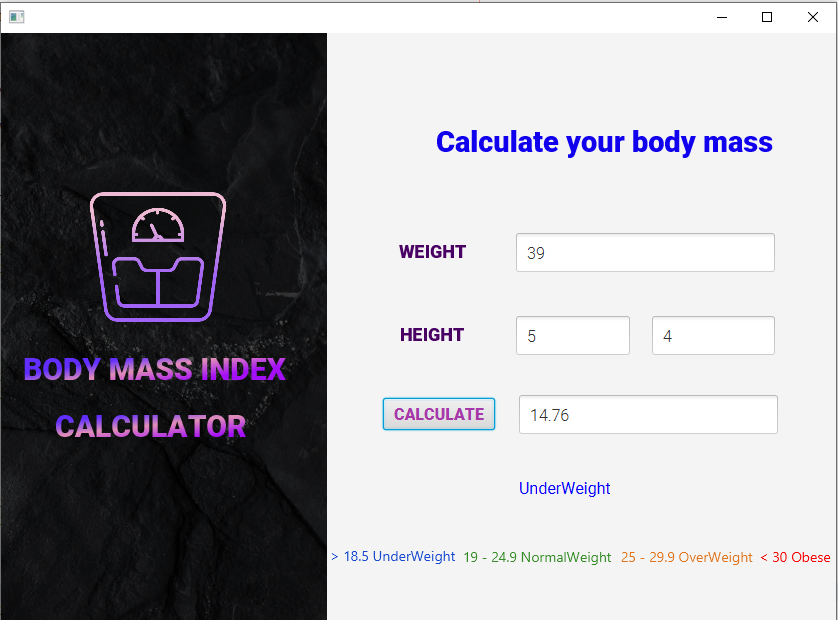 BODY MASS INDEX
CALCULATOR
Calculate your body mass
WEIGHT 39
HEIGHT 5 4
CALCULATE 14.76
UnderWeight
> 18.5 UnderWeight 19 - 24.9 NormalWeight 25 - 29.9 OverWeight < 30 Obese